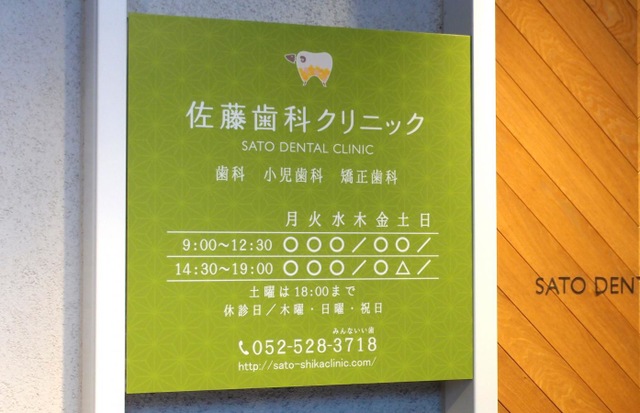 佐藤歯科クリニック
SATO DENTAL CLINIC
歯科 小児歯科 矯正歯科
月 火 水 木 金 土 日
9:00〜12:30 ○ ○ ○ ／ ○ ○ ／
14:30〜19:00 ○ ○ ○ ／ ○ △ ／
土曜は18:00まで
休診日／木曜・日曜・祝日
みんないい歯
052-528-3718
http://sato-shikaclinic.com/
SATO DENT